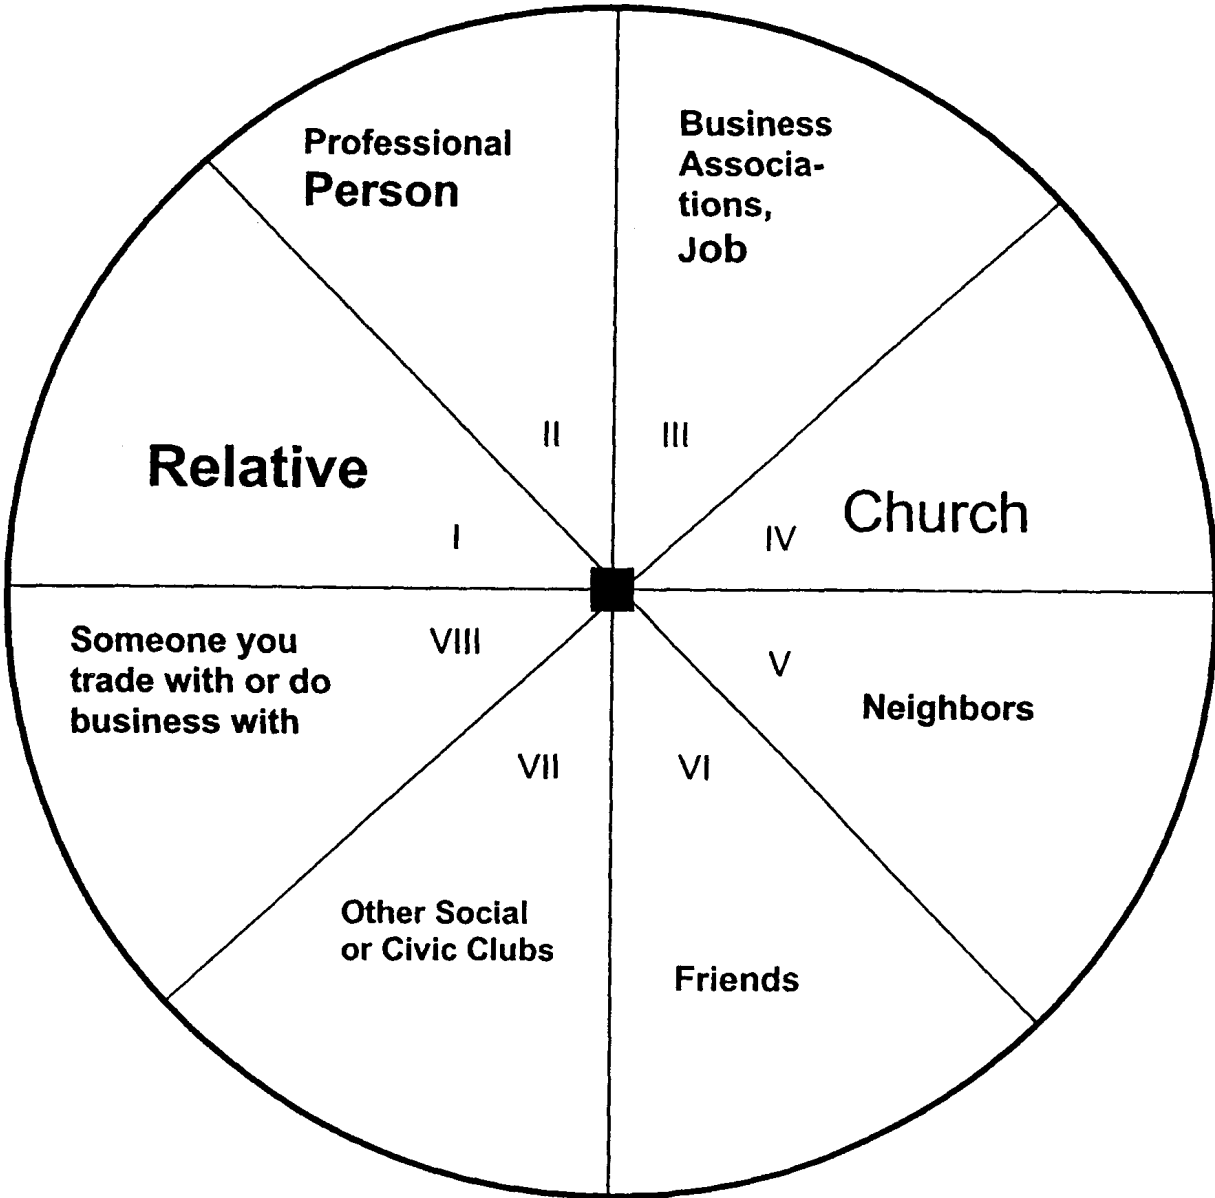 Professional
Person
II
Business
Associa-
tions,
Job
III
Relative
I
Church
IV
Someone you
trade with or do
business with
VIII
V
Neighbors
VII
Other Social
or Civic Clubs
VI
Friends